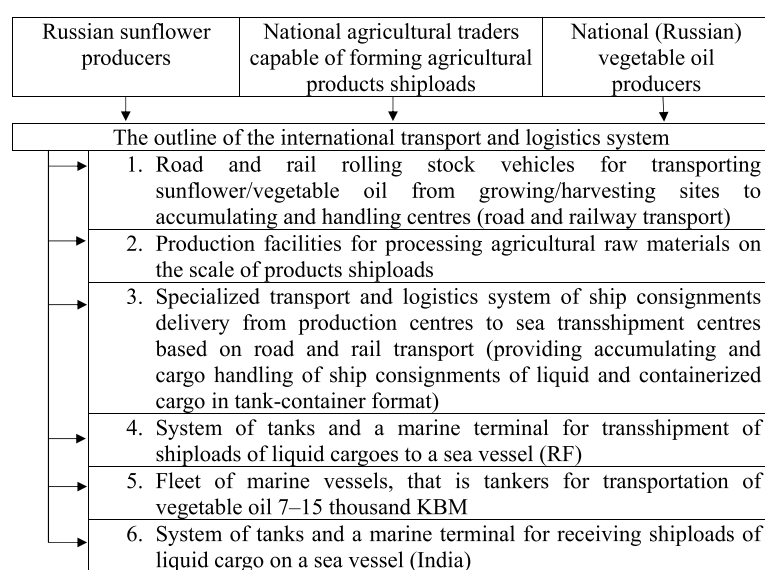 Russian sunflower
producers
National agricultural traders
capable of forming agricultural
products shiploads
National (Russian)
vegetable oil
producers
The outline of the international transport and logistics system
1. Road and rail rolling stock vehicles for transporting
sunflower/vegetable oil from growing/harvesting sites to
accumulating and handling centres (road and railway transport)
2. Production facilities for processing agricultural raw materials on
the scale of products shiploads
3. Specialized transport and logistics system of ship consignments
delivery from production centres to sea transshipment centres
based on road and rail transport (providing accumulating and
cargo handling of ship consignments of liquid and containerized
cargo in tank-container format)
4. System of tanks and a marine terminal for transshipment of
shiploads of liquid cargoes to a sea vessel (RF)
5. Fleet of marine vessels, that is tankers for transportation of
vegetable oil 7–15 thousand KBM
6. System of tanks and a marine terminal for receiving shiploads of
liquid cargo on a sea vessel (India)